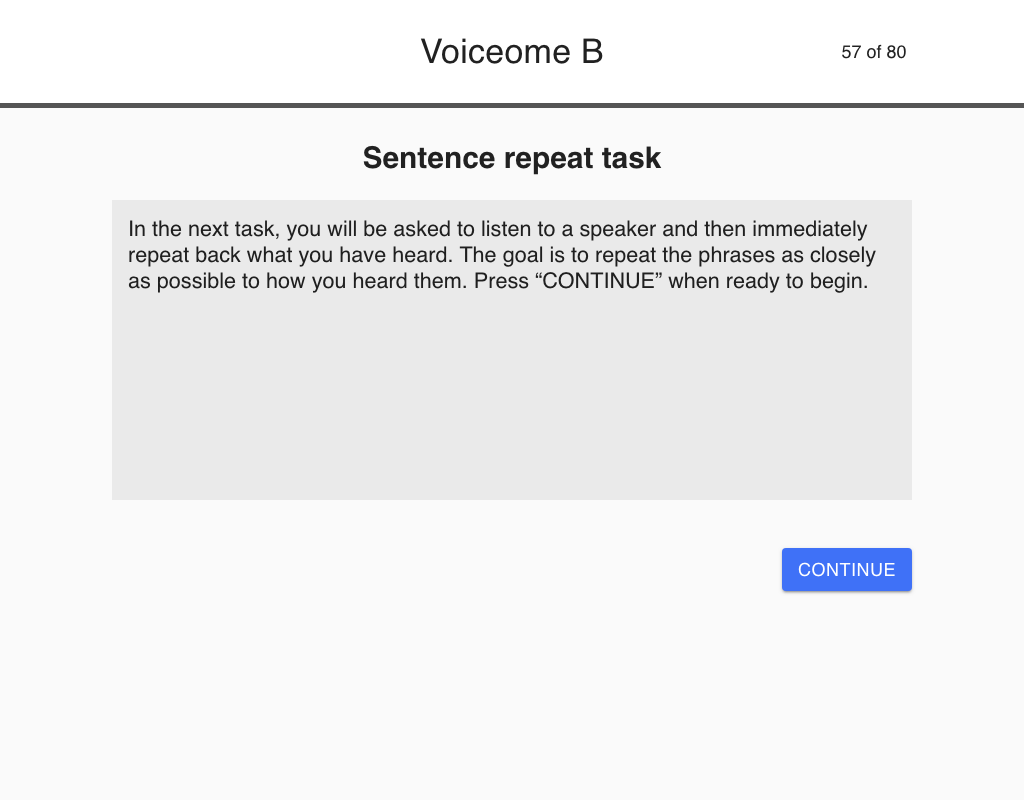 Voiceome B
57 of 80
Sentence repeat task
In the next task, you will be asked to listen to a speaker and then immediately
repeat back what you have heard. The goal is to repeat the phrases as closely
as possible to how you heard them. Press “CONTINUE” when ready to begin.
CONTINUE